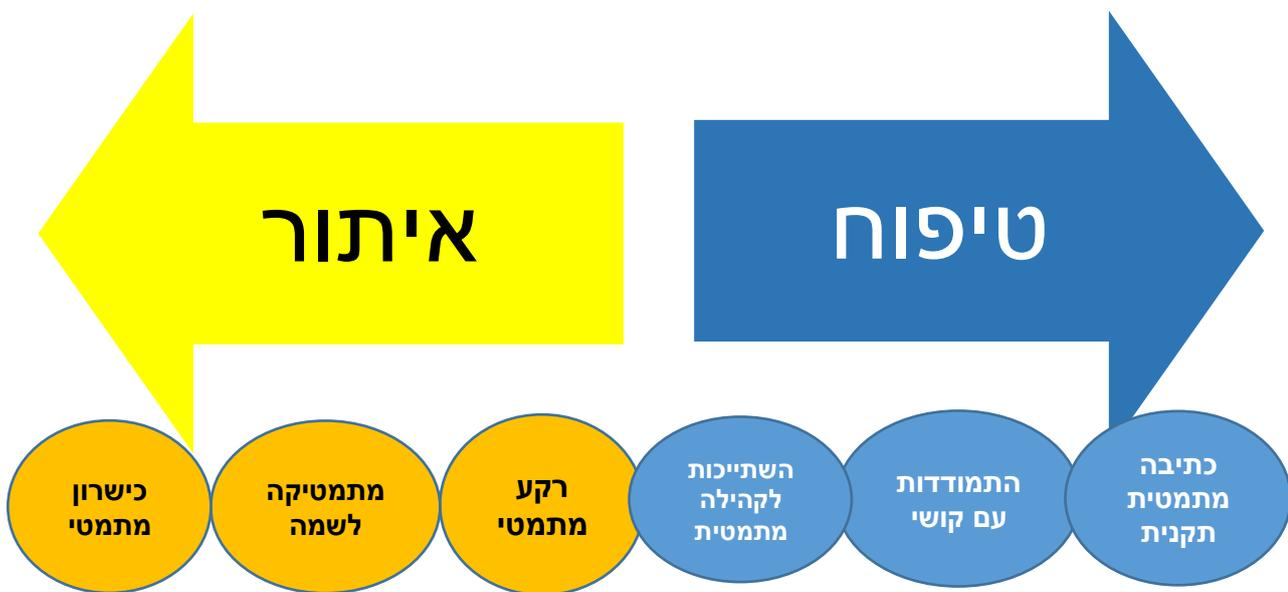 טיפוח
איתור
כתיבה
מתמטית
תקנית
התמודדות
עם קושי
השתייכות
לקהילה
מתמטית
רקע
מתמטי
מתמטיקה
לשמה
כישרון
מתמטי